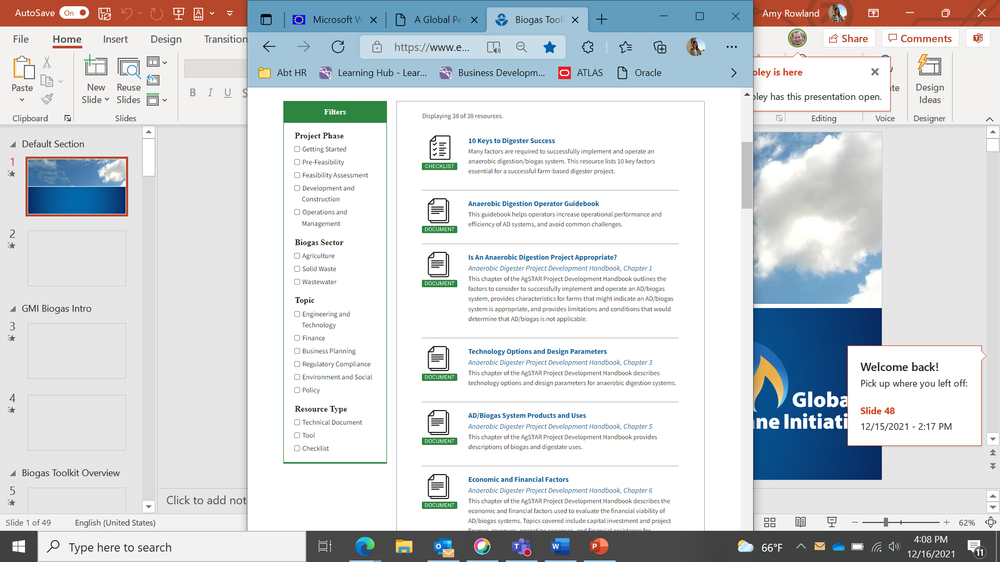 AutoSave On
Amy Rowland
File Home Insert Design Transition
Share Comments
Paste
New Slide
Reuse Slides
B I U S
Clipboard
Slides
Editing
Voice
Design Ideas
Designer
oley is here
oley has this presentation open.
Default Section
1
2
GMI Biogas Intro
3
4
Biogas Toolkit Overview
5
Click to add not
Slide 1 of 49
English (United States)
62%
Microsoft W
A Global Pe
Biogas Tool
https://www.e...
Abt HR
Learning Hub - Lear...
Business Developm...
ATLAS
Oracle
Filters
Project Phase
Getting Started
Pre-Feasibility
Feasibility Assessment
Development and
Construction
Operations and
Management
Biogas Sector
Agriculture
Solid Waste
Wastewater
Topic
Engineering and
Technology
Finance
Business Planning
Regulatory Compliance
Environment and Social
Policy
Resource Type
Technical Document
Tool
Checklist
Displaying 38 of 38 resources.
CHECKLIST
10 Keys to Digester Success
Many factors are required to successfully implement and operate an
anaerobic digestion/biogas system. This resource lists 10 key factors
essential for a successful farm-based digester project.
DOCUMENT
Anaerobic Digestion Operator Guidebook
This guidebook helps operators increase operational performance and
efficiency of AD systems, and avoid common challenges.
DOCUMENT
Is An Anaerobic Digestion Project Appropriate?
Anaerobic Digester Project Development Handbook, Chapter 1
This chapter of the AgSTAR Project Development Handbook outlines the
factors to consider to successfully implement and operate an AD/biogas
system, provides characteristics for farms that might indicate an AD/biogas
system is appropriate, and provides limitations and conditions that would
determine that AD/biogas is not applicable.
DOCUMENT
Technology Options and Design Parameters
Anaerobic Digester Project Development Handbook, Chapter 3
This chapter of the AgSTAR Project Development Handbook describes
technology options and design parameters for anaerobic digestion systems.
DOCUMENT
AD/Biogas System Products and Uses
Anaerobic Digester Project Development Handbook, Chapter 5
This chapter of the AgSTAR Project Development Handbook provides
descriptions of biogas and digestate uses.
DOCUMENT
Economic and Financial Factors
Anaerobic Digester Project Development Handbook, Chapter 6
This chapter of the AgSTAR Project Development Handbook describes the
economic and financial factors used to evaluate the financial viability of
AD/biogas systems. Topics covered include capital investment and project
finance, revenues, operating expenses, and financial assistance for
Globa
ne Initiati
Welcome back!
Pick up where you left off:
Slide 48
12/15/2021 - 2:17 PM
Type here to search
66°F
4:08 PM
12/16/2021
11